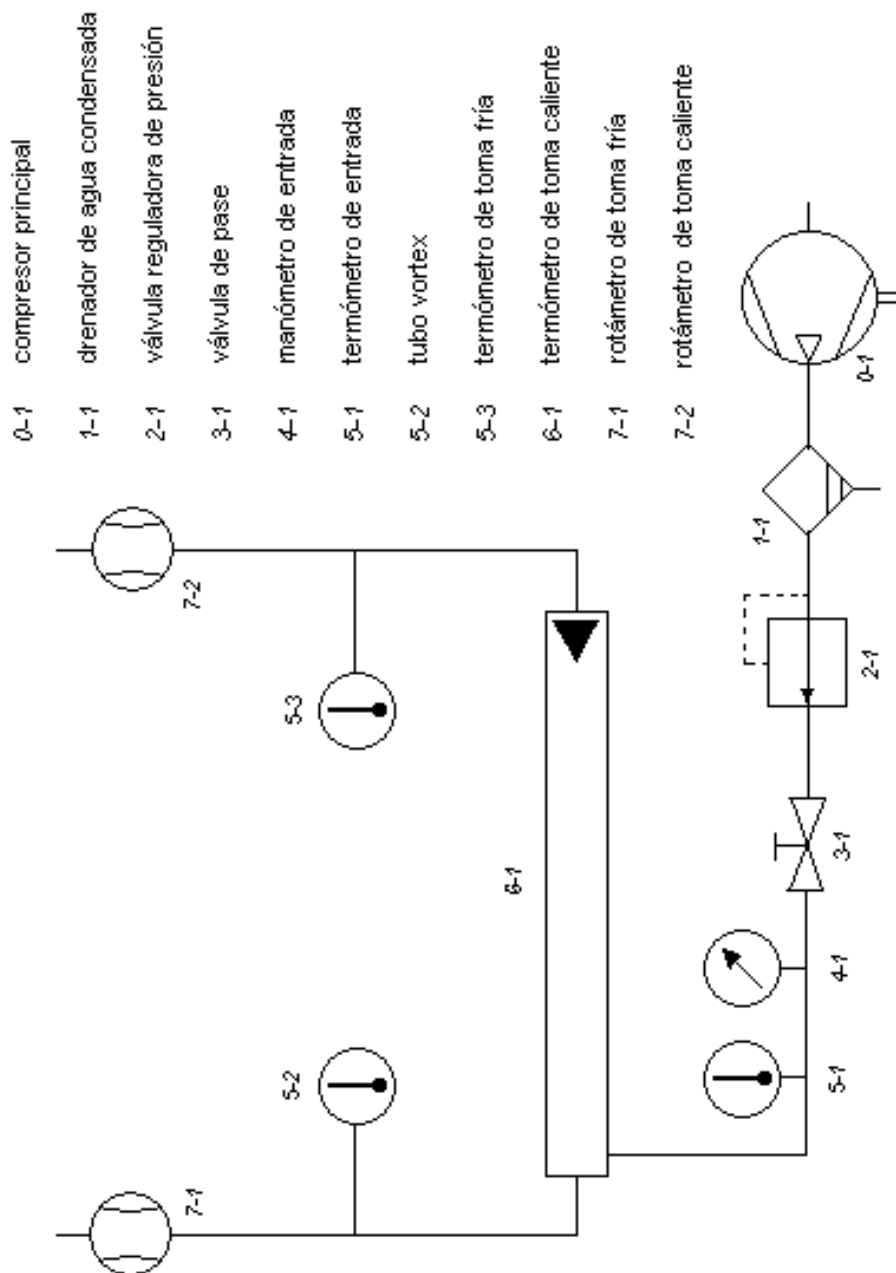 0-1 compresor principal
1-1 drenador de agua condensada
2-1 válvula reguladora de presión
3-1 válvula de pase
4-1 manómetro de entrada
5-1 termómetro de entrada
5-2 tubo vortex
5-3 termómetro de toma fría
6-1 termómetro de toma caliente
7-1 rotámetro de toma fría
7-2 rotámetro de toma caliente
7-1
7-2
5-2
5-3
6-1
5-1
4-1
3-1
2-1
1-1
0-1